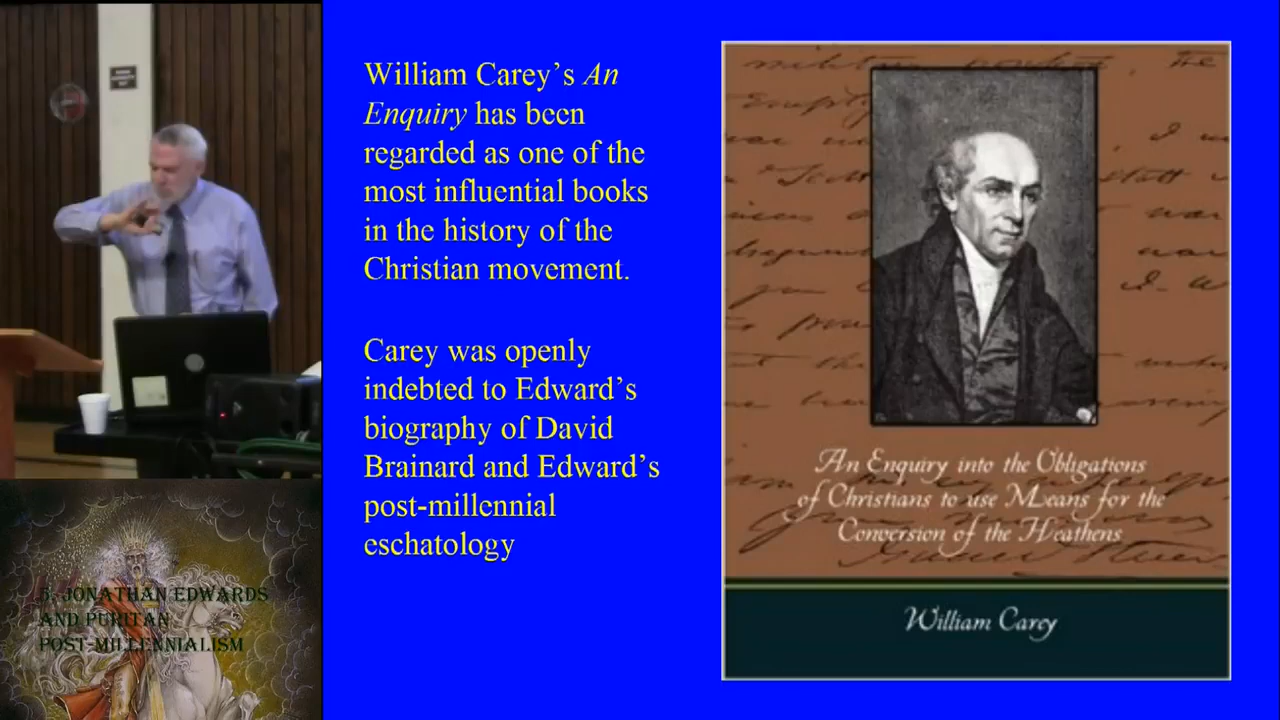 William Carey's An
Enquiry has been
regarded as one of the
most influential books
in the history of the
Christian movement.
Carey was openly
indebted to Edward's
biography of David
Brainard and Edward's
post-millennial
eschatology
An Enquiry into the Obligations
of Christians to use Means for the
Conversion of the Heathens
William Carey
5. JONATHAN EDWARDS
AND PURITAN
POST-MILLENNIALISM